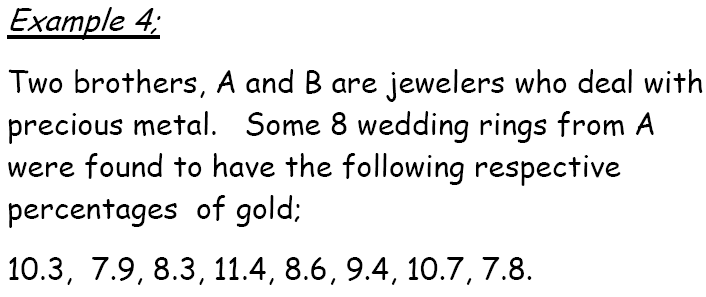 Example 4;
Two brothers, A and B are jewelers who deal with
precious metal.   Some 8 wedding rings from A
were found to have the following respective
percentages  of gold;
10.3,  7.9, 8.3, 11.4, 8.6, 9.4, 10.7, 7.8.